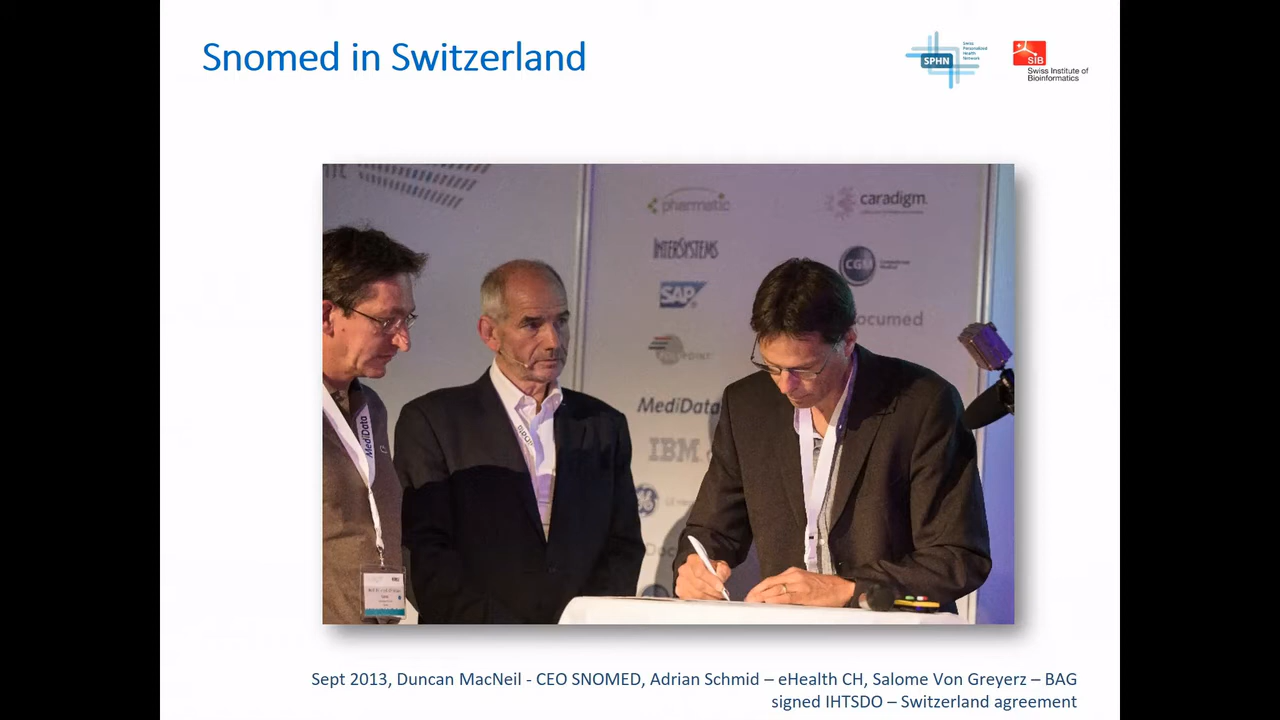 Snomed in Switzerland
SPHN
Swiss
Personalized
Health
Network
SIB
Swiss Institute of
Bioinformatics
pharmatic
caradigm.
INTERSYSTEMS
CGM
SAP
ocumed
MediData
IBM
MediData
Sept 2013, Duncan MacNeil - CEO SNOMED, Adrian Schmid – eHealth CH, Salome Von Greyerz – BAG
signed IHTSDO – Switzerland agreement